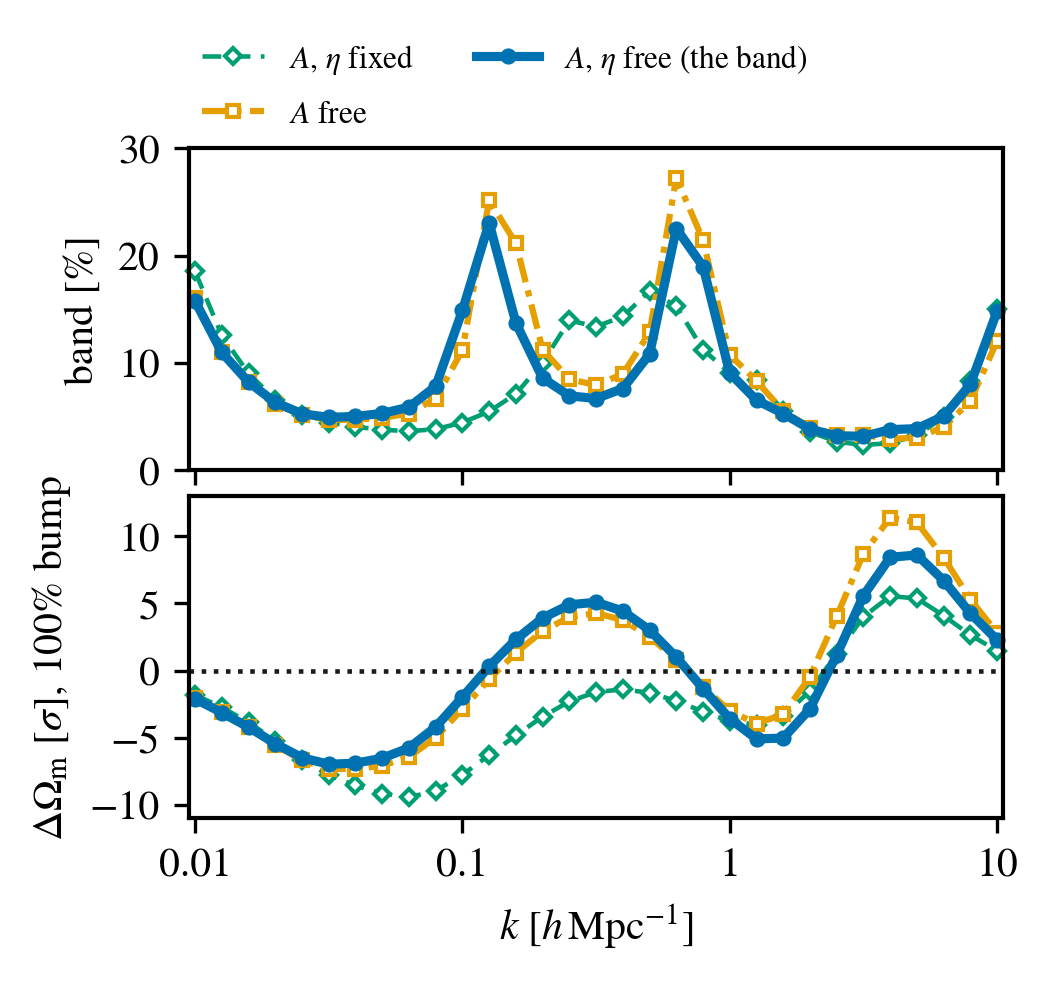 A, η fixed
A, η free (the band)
A free
30
20
10
0
band [%]
10
5
0
−5
−10
ΔΩm [σ], 100% bump
0.01 0.1 1 10
k [h Mpc−1]